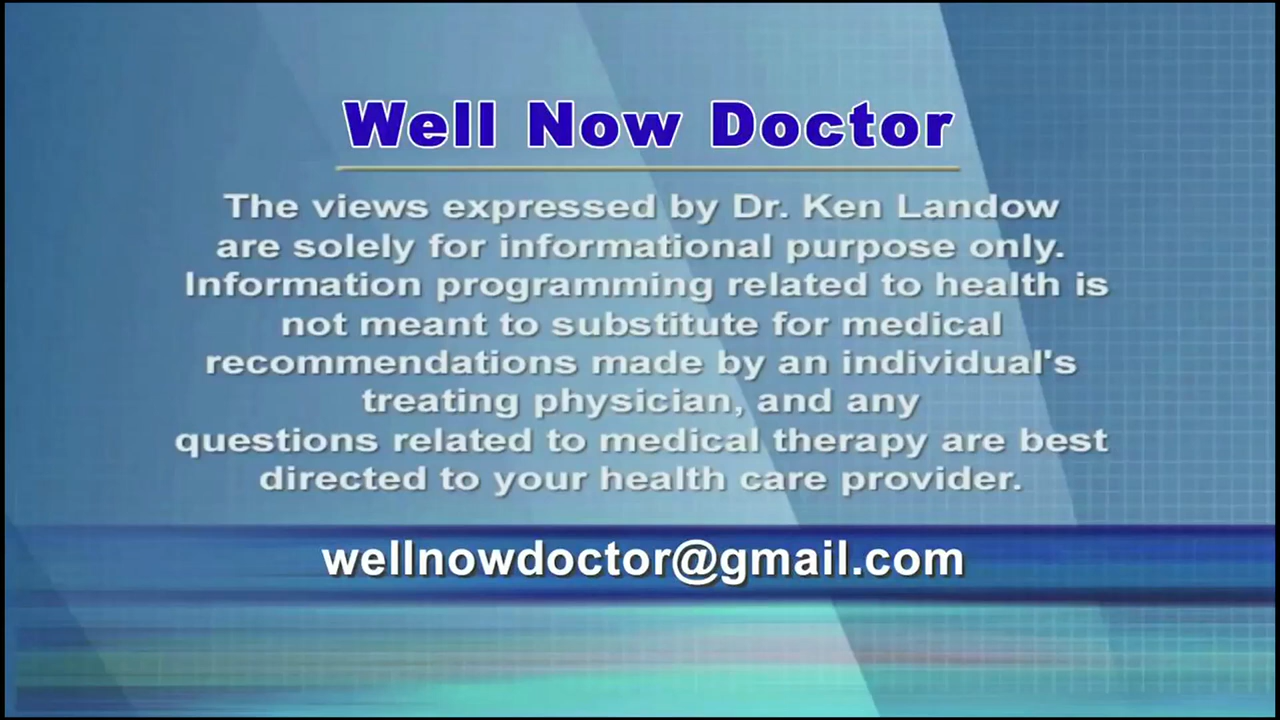 Well Now Doctor
The views expressed by Dr. Ken Landow
are solely for informational purpose only.
Information programming related to health is
not meant to substitute for medical
recommendations made by an individual's
treating physician, and any
questions related to medical therapy are best
directed to your health care provider.
wellnowdoctor@gmail.com